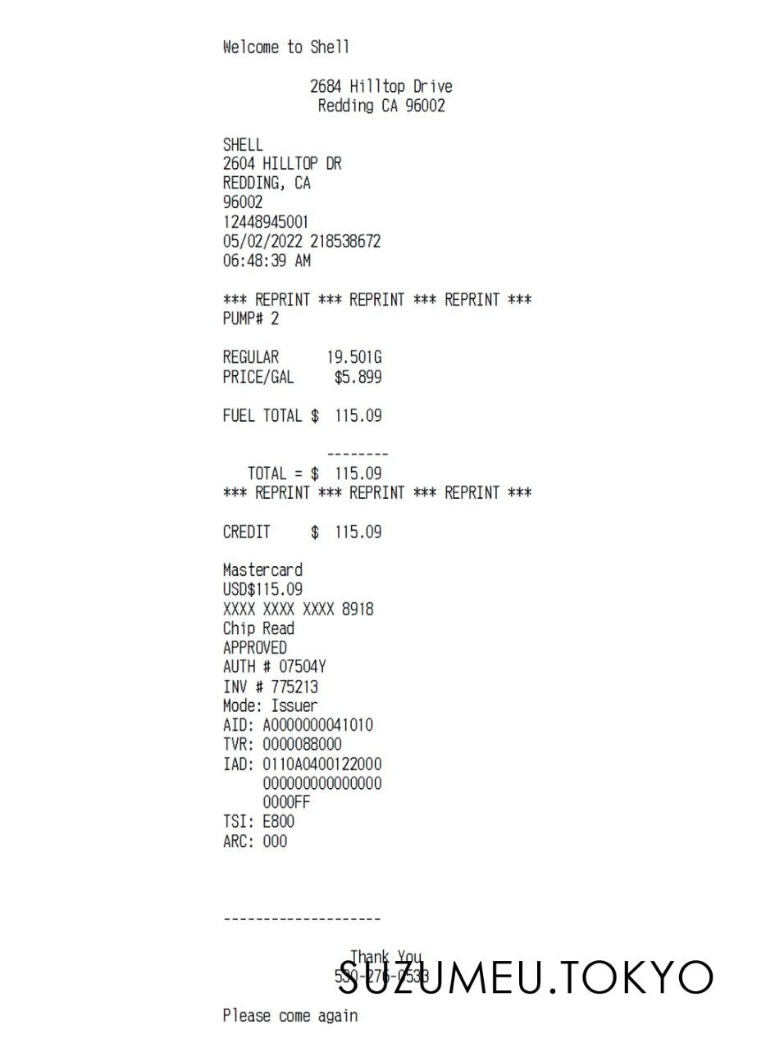 Welcome to Shell
2684 Hilltop Drive
Redding CA 96002
SHELL
2604 HILLTOP DR
REDDING, CA
96002
12448945001
05/02/2022 218538672
06:48:39 AM
*** REPRINT *** REPRINT *** REPRINT ***
PUMP# 2
REGULAR 19.501G
PRICE/GAL $5.899
FUEL TOTAL $ 115.09
--------
TOTAL = $ 115.09
*** REPRINT *** REPRINT *** REPRINT ***
CREDIT $ 115.09
Mastercard
USD$115.09
XXXX XXXX XXXX 8918
Chip Read
APPROVED
AUTH # 07504Y
INV # 775213
Mode: Issuer
AID: A0000000041010
TVR: 0000088000
IAD: 0110A0400122000
000000000000000
0000FF
TSI: E800
ARC: 000
--------------------
Thank You
530-276-0533
SUZUMEU.TOKYO
Please come again